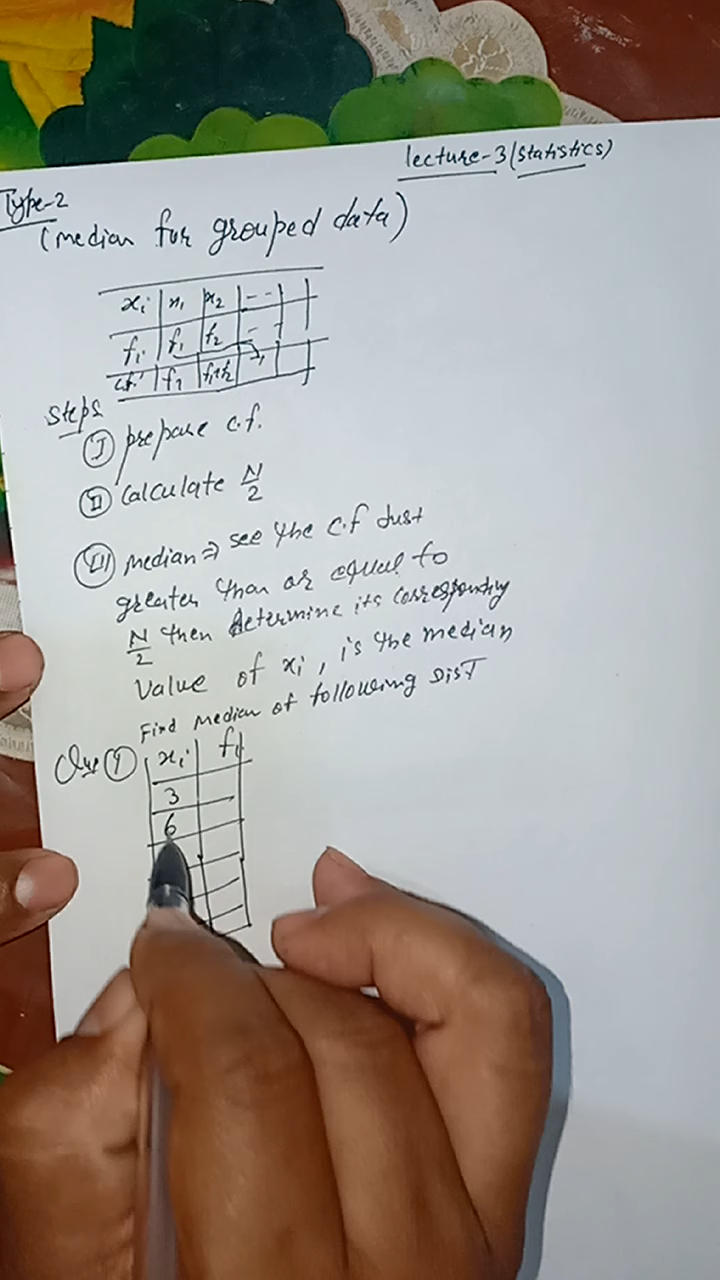 lecture-3 (statistics)
Type-2
(median for grouped data)
xi x1 x2 --
fi f1 f2 --
c.f. f1 f1+f2
Steps
(I) prepare c.f.
(II) Calculate N/2
(III) median ⇒ see the c.f Just
greater than or equal to
N/2 then determine its corresponding
value of xi, is the median
Find Median of following DisT
Que (1) xi fi
3
6